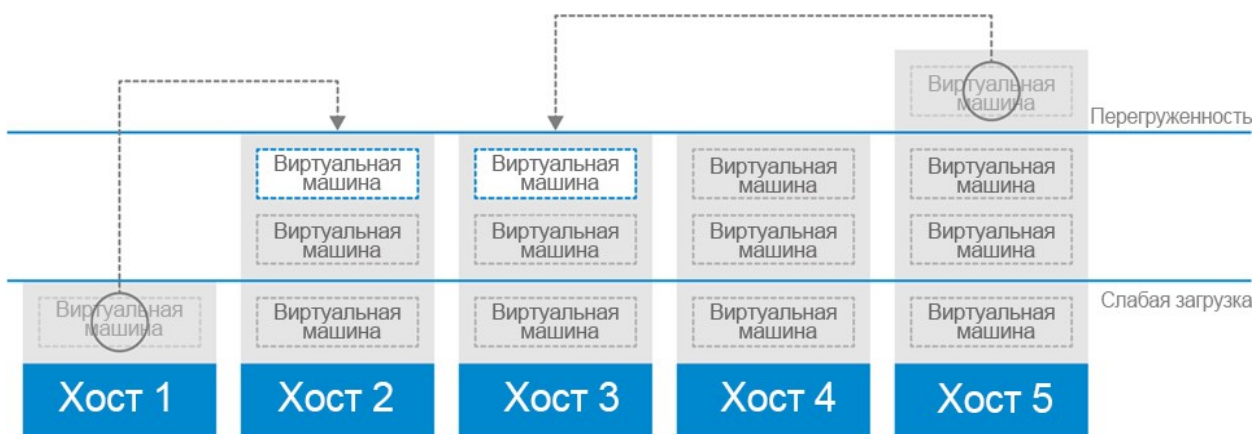 Виртуальная
машина
Перегруженность
Виртуальная
машина
Виртуальная
машина
Виртуальная
машина
Виртуальная
машина
Виртуальная
машина
Виртуальная
машина
Виртуальная
машина
Виртуальная
машина
Слабая загрузка
Виртуальная
машина
Виртуальная
машина
Виртуальная
машина
Виртуальная
машина
Виртуальная
машина
Хост 1
Хост 2
Хост 3
Хост 4
Хост 5